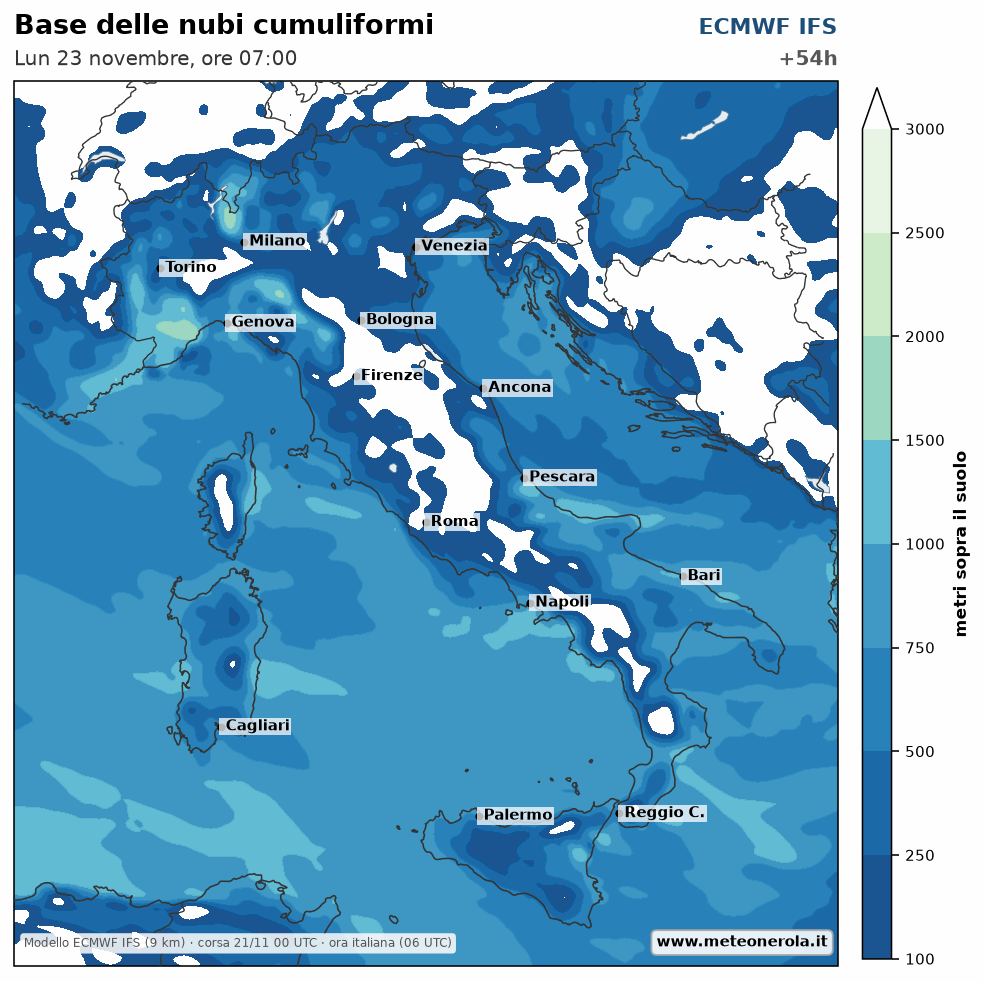 Base delle nubi cumuliformi
ECMWF IFS
Lun 23 novembre, ore 07:00
+54h
3000
2500
2000
1500
1000
750
500
250
100
metri sopra il suolo
Milano
Venezia
Torino
Genova
Bologna
Firenze
Ancona
Pescara
Roma
Bari
Napoli
Cagliari
Palermo
Reggio C.
Modello ECMWF IFS (9 km) · corsa 21/11 00 UTC · ora italiana (06 UTC)
www.meteonerola.it